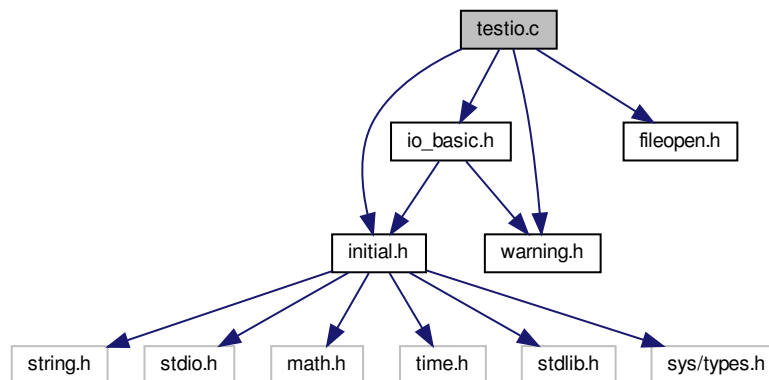 testio.c
io_basic.h
fileopen.h
initial.h
warning.h
string.h
stdio.h
math.h
time.h
stdlib.h
sys/types.h